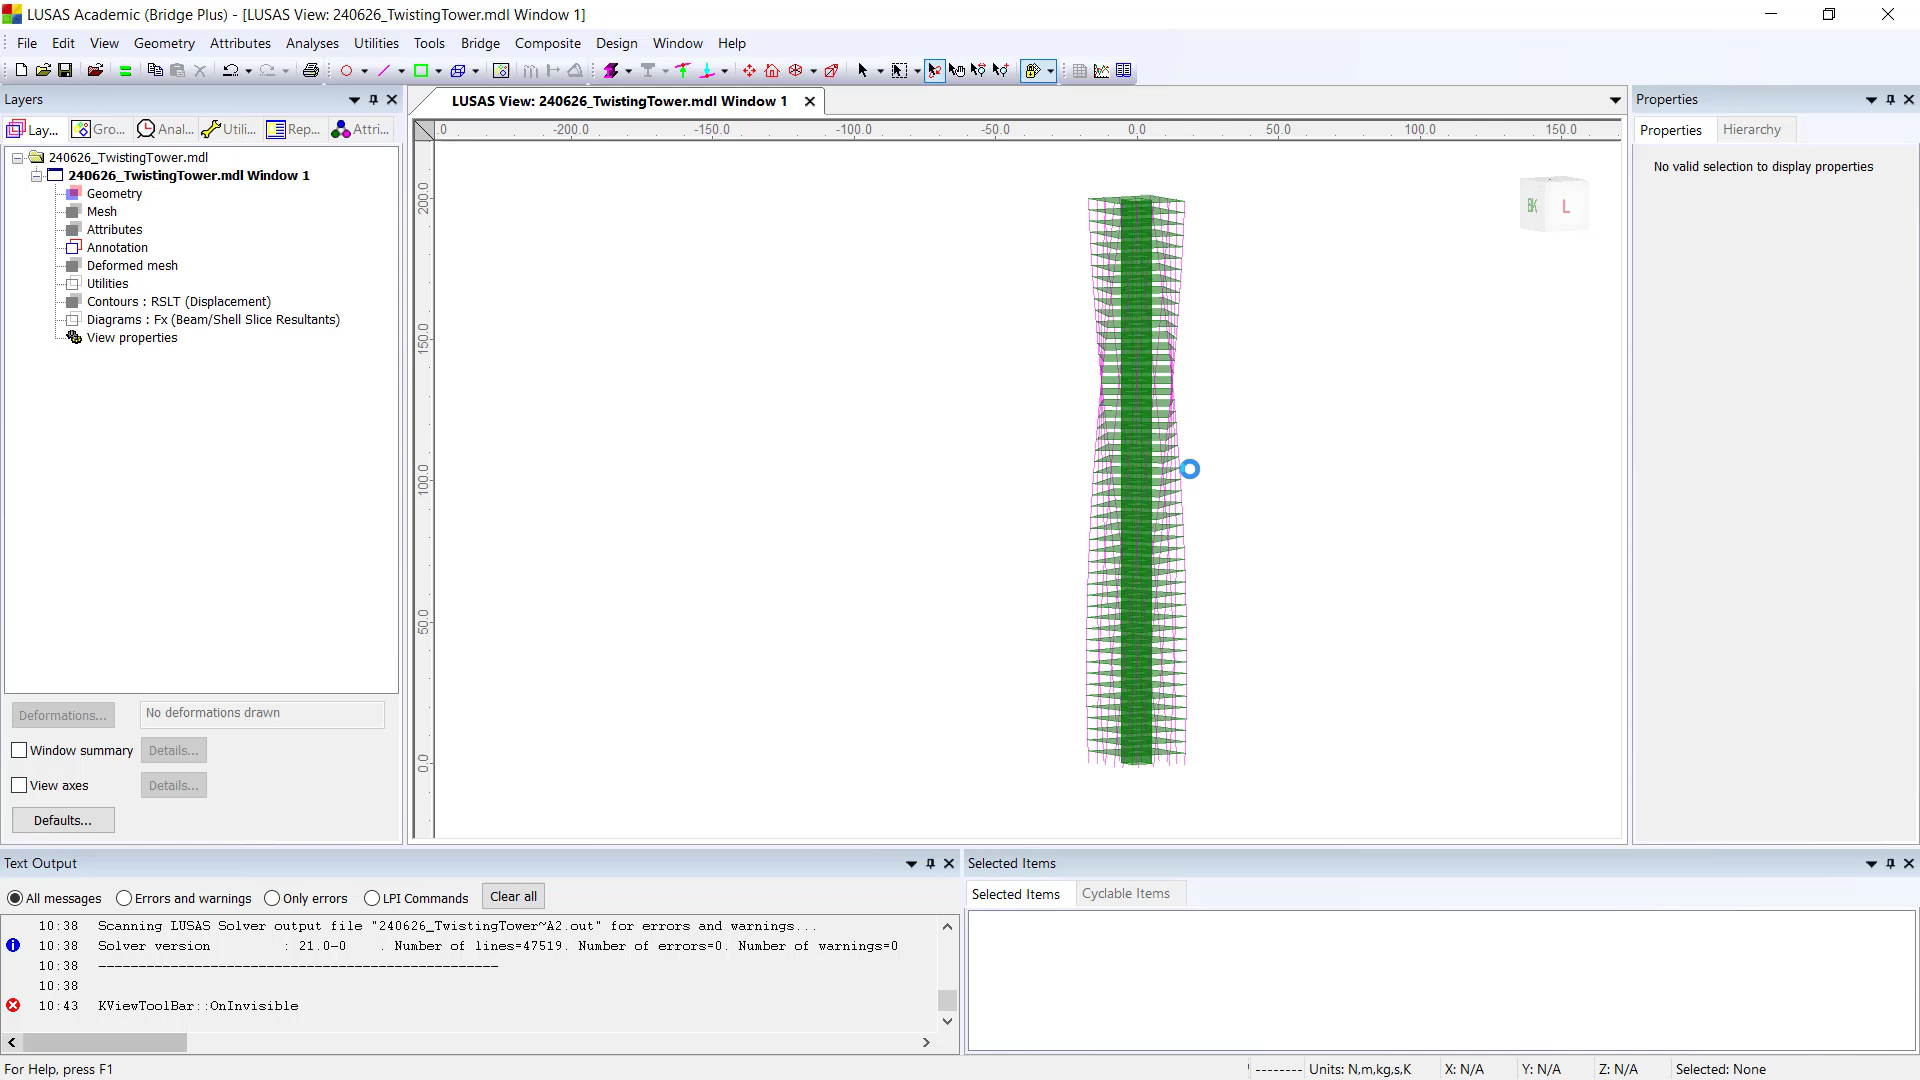 LUSAS Academic (Bridge Plus) - [LUSAS View: 240626_TwistingTower.mdl Window 1]
File Edit View Geometry Attributes Analyses Utilities Tools Bridge Composite Design Window Help
Layers
LUSAS View: 240626_TwistingTower.mdl Window 1
Properties
Lay... Gro... Anal... Utili... Rep... Attri...
.0 -200.0 -150.0 -100.0 -50.0 0.0 50.0 100.0 150.0
Properties Hierarchy
240626_TwistingTower.mdl
240626_TwistingTower.mdl Window 1
Geometry
Mesh
Attributes
Annotation
Deformed mesh
Utilities
Contours : RSLT (Displacement)
Diagrams : Fx (Beam/Shell Slice Resultants)
View properties
No valid selection to display properties
200.0
150.0
100.0
50.0
0.0
BK L
Deformations... No deformations drawn
Window summary Details...
View axes Details...
Defaults...
Text Output
All messages Errors and warnings Only errors LPI Commands Clear all
10:38 Scanning LUSAS Solver output file "240626_TwistingTower~A2.out" for errors and warnings...
10:38 Solver version : 21.0-0 . Number of lines=47519. Number of errors=0. Number of warnings=0
10:38 --------------------------------------------------
10:38
10:43 KViewToolBar::OnInvisible
Selected Items
Selected Items Cyclable Items
For Help, press F1
-------- Units: N,m,kg,s,K X: N/A Y: N/A Z: N/A Selected: None